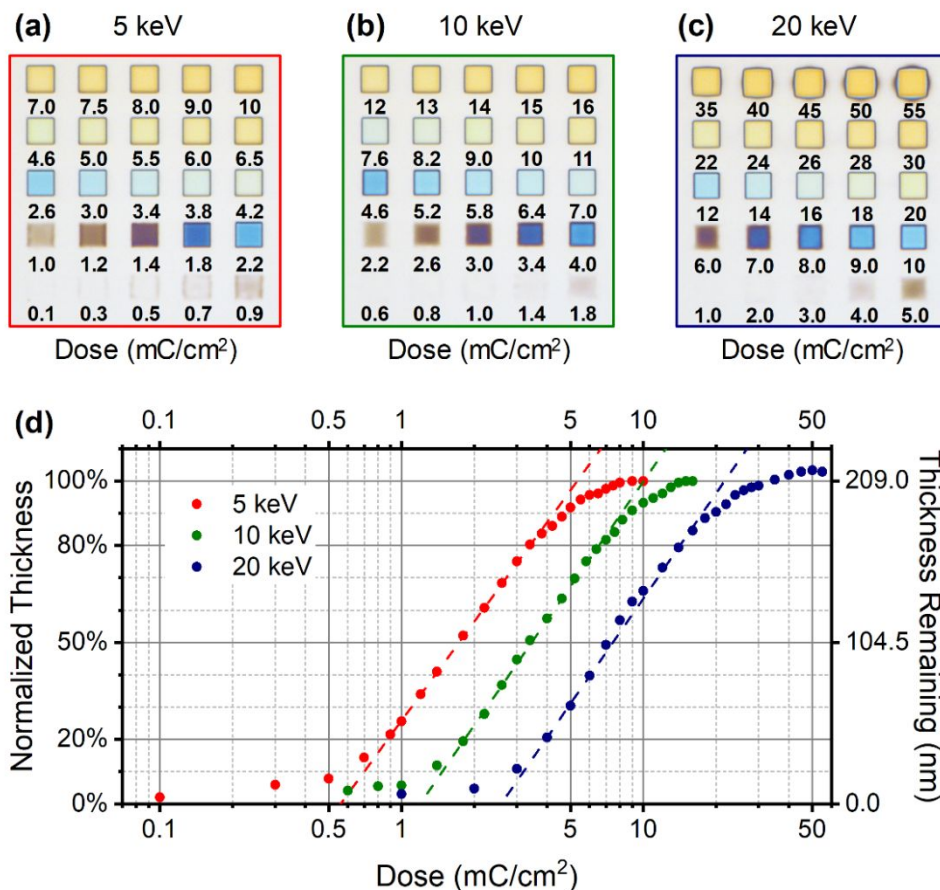 (a) 5 keV
7.0 7.5 8.0 9.0 10
4.6 5.0 5.5 6.0 6.5
2.6 3.0 3.4 3.8 4.2
1.0 1.2 1.4 1.8 2.2
0.1 0.3 0.5 0.7 0.9
Dose (mC/cm²)
(b) 10 keV
12 13 14 15 16
7.6 8.2 9.0 10 11
4.6 5.2 5.8 6.4 7.0
2.2 2.6 3.0 3.4 4.0
0.6 0.8 1.0 1.4 1.8
Dose (mC/cm²)
(c) 20 keV
35 40 45 50 55
22 24 26 28 30
12 14 16 18 20
6.0 7.0 8.0 9.0 10
1.0 2.0 3.0 4.0 5.0
Dose (mC/cm²)
(d)
0.1 0.5 1 5 10 50
Normalized Thickness
100%
80%
50%
20%
0%
5 keV
10 keV
20 keV
209.0
104.5
0.0
Thickness Remaining (nm)
0.1 0.5 1 5 10 50
Dose (mC/cm²)